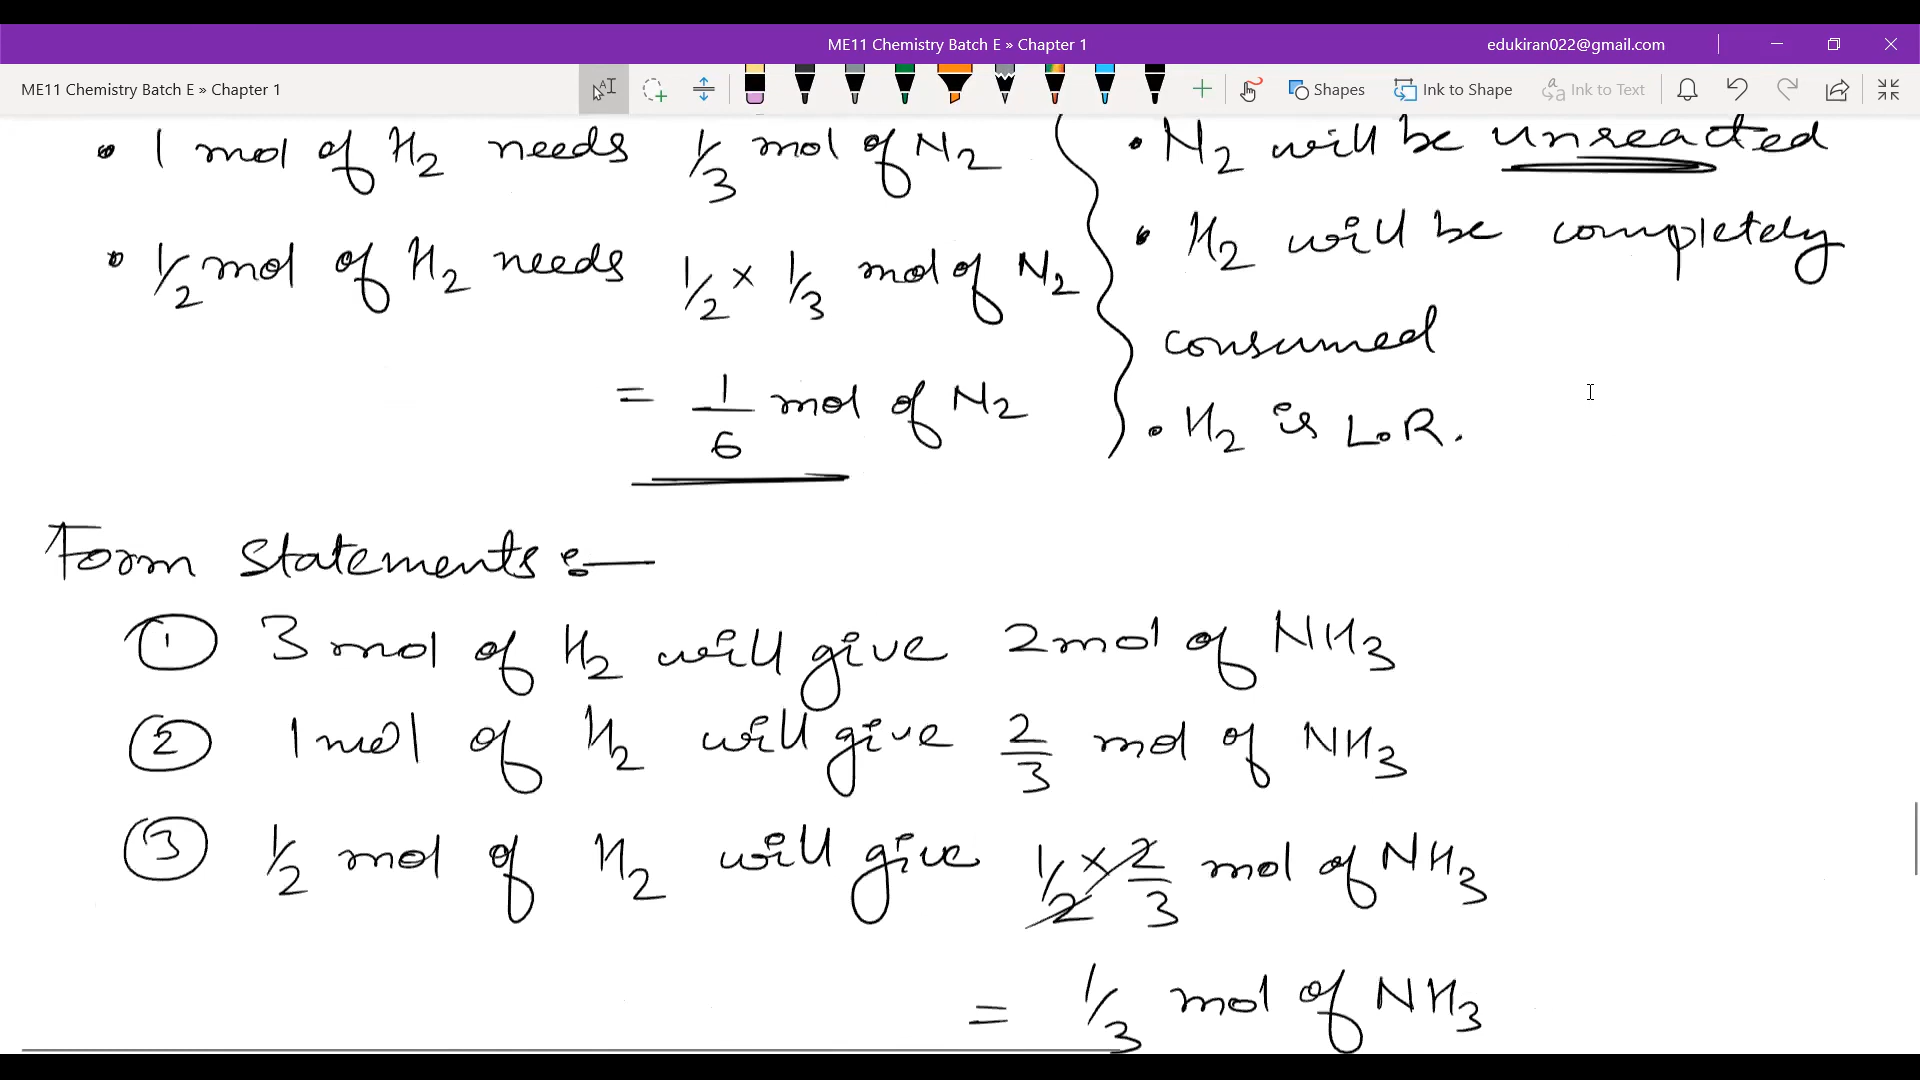 ME11 Chemistry Batch E » Chapter 1
edukiran022@gmail.com
ME11 Chemistry Batch E » Chapter 1
Shapes
Ink to Shape
Ink to Text
• 1 mol of H2 needs 1/3 mol of N2
• 1/2 mol of H2 needs 1/2 × 1/3 mol of N2
= 1/6 mol of N2
• N2 will be unreacted
• H2 will be completely
consumed
• H2 is L.R.
Form statements :—
① 3 mol of H2 will give 2 mol of NH3
② 1 mol of H2 will give 2/3 mol of NH3
③ 1/2 mol of H2 will give 1/2 × 2/3 mol of NH3
= 1/3 mol of NH3